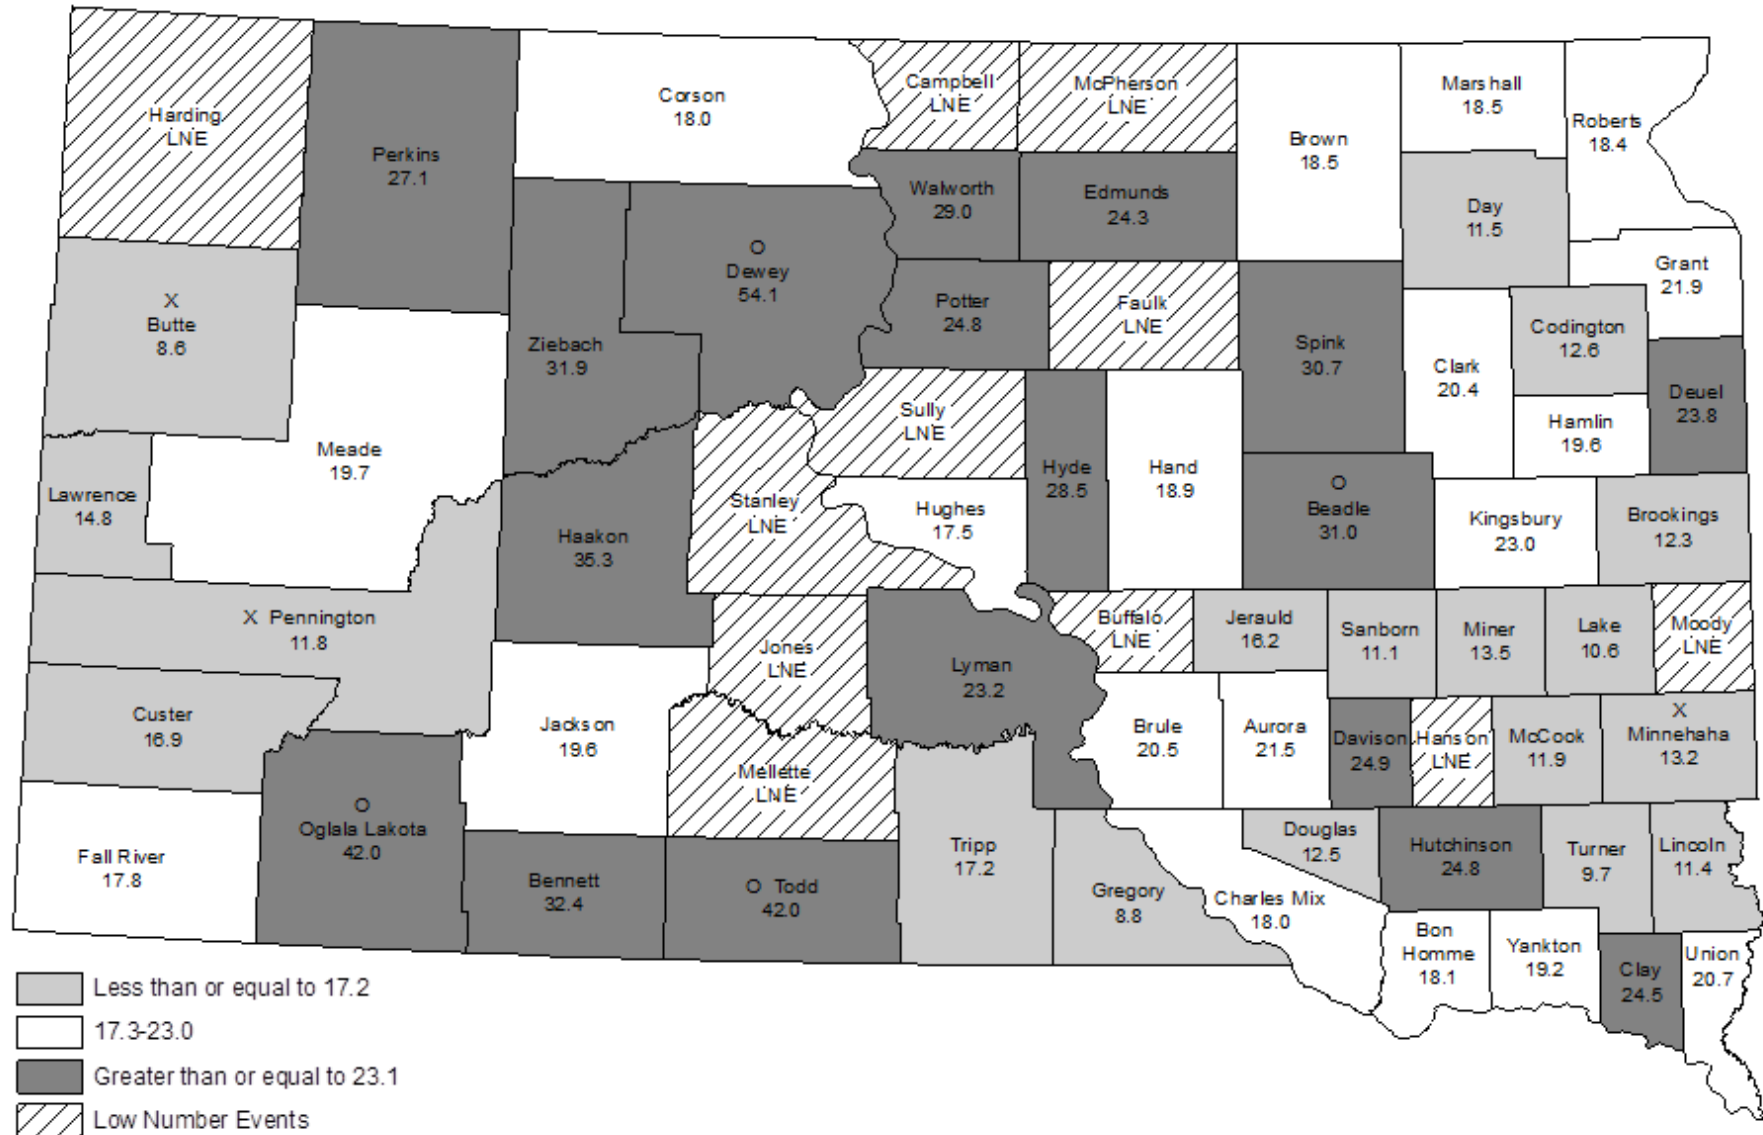 Harding
LNE
Perkins
27.1
Corson
18.0
Campbell
LNE
McPherson
LNE
Brown
18.5
Marshall
18.5
Roberts
18.4
Walworth
29.0
Edmunds
24.3
Day
11.5
X
Butte
8.6
O
Dewey
54.1
Ziebach
31.9
Potter
24.8
Faulk
LNE
Spink
30.7
Grant
21.9
Codington
12.6
Clark
20.4
Deuel
23.8
Hamlin
19.6
Meade
19.7
Sully
LNE
Lawrence
14.8
Haakon
35.3
Stanley
LNE
Hughes
17.5
Hyde
28.5
Hand
18.9
O
Beadle
31.0
Kingsbury
23.0
Brookings
12.3
X Pennington
11.8
Jones
LNE
Lyman
23.2
Buffalo
LNE
Jerauld
16.2
Sanborn
11.1
Miner
13.5
Lake
10.6
Moody
LNE
Custer
16.9
Jackson
19.6
Mellette
LNE
Brule
20.5
Aurora
21.5
Davison
24.9
Hanson
LNE
McCook
11.9
X
Minnehaha
13.2
Fall River
17.8
O
Oglala Lakota
42.0
Bennett
32.4
O Todd
42.0
Tripp
17.2
Gregory
8.8
Charles Mix
18.0
Douglas
12.5
Hutchinson
24.8
Turner
9.7
Lincoln
11.4
Bon
Homme
18.1
Yankton
19.2
Clay
24.5
Union
20.7
Less than or equal to 17.2
17.3-23.0
Greater than or equal to 23.1
Low Number Events